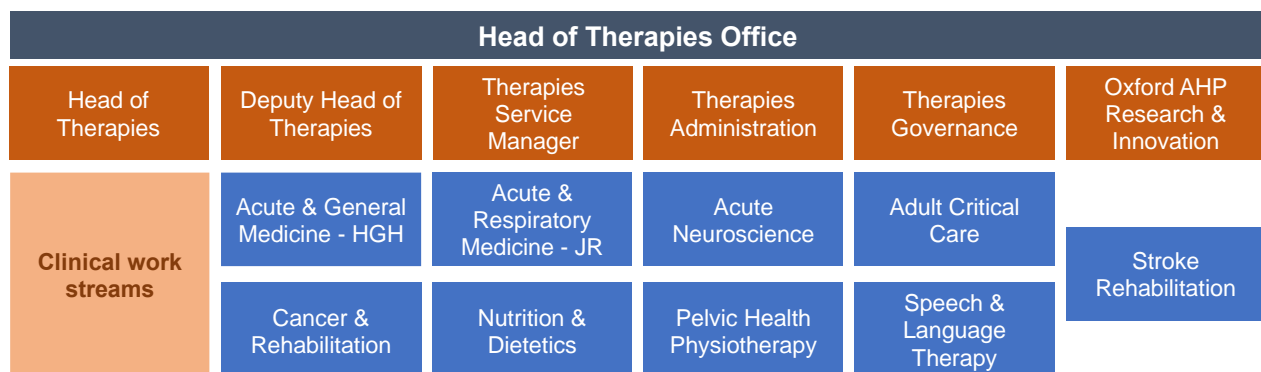 Head of Therapies Office
Head of
Therapies
Deputy Head of
Therapies
Therapies
Service
Manager
Therapies
Administration
Therapies
Governance
Oxford AHP
Research &
Innovation
Clinical work
streams
Acute & General
Medicine - HGH
Acute &
Respiratory
Medicine - JR
Acute
Neuroscience
Adult Critical
Care
Stroke
Rehabilitation
Cancer &
Rehabilitation
Nutrition &
Dietetics
Pelvic Health
Physiotherapy
Speech &
Language
Therapy